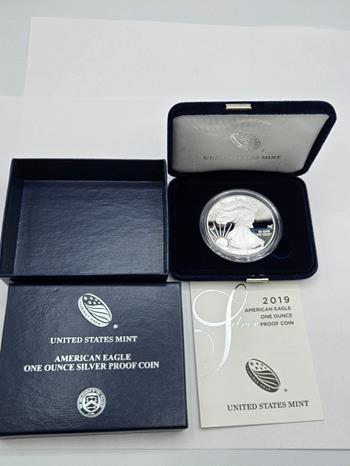 UNITED STATES MINT
2019
AMERICAN EAGLE
ONE OUNCE
Silver
PROOF COIN
UNITED STATES MINT
UNITED STATES MINT
AMERICAN EAGLE
ONE OUNCE SILVER PROOF COIN